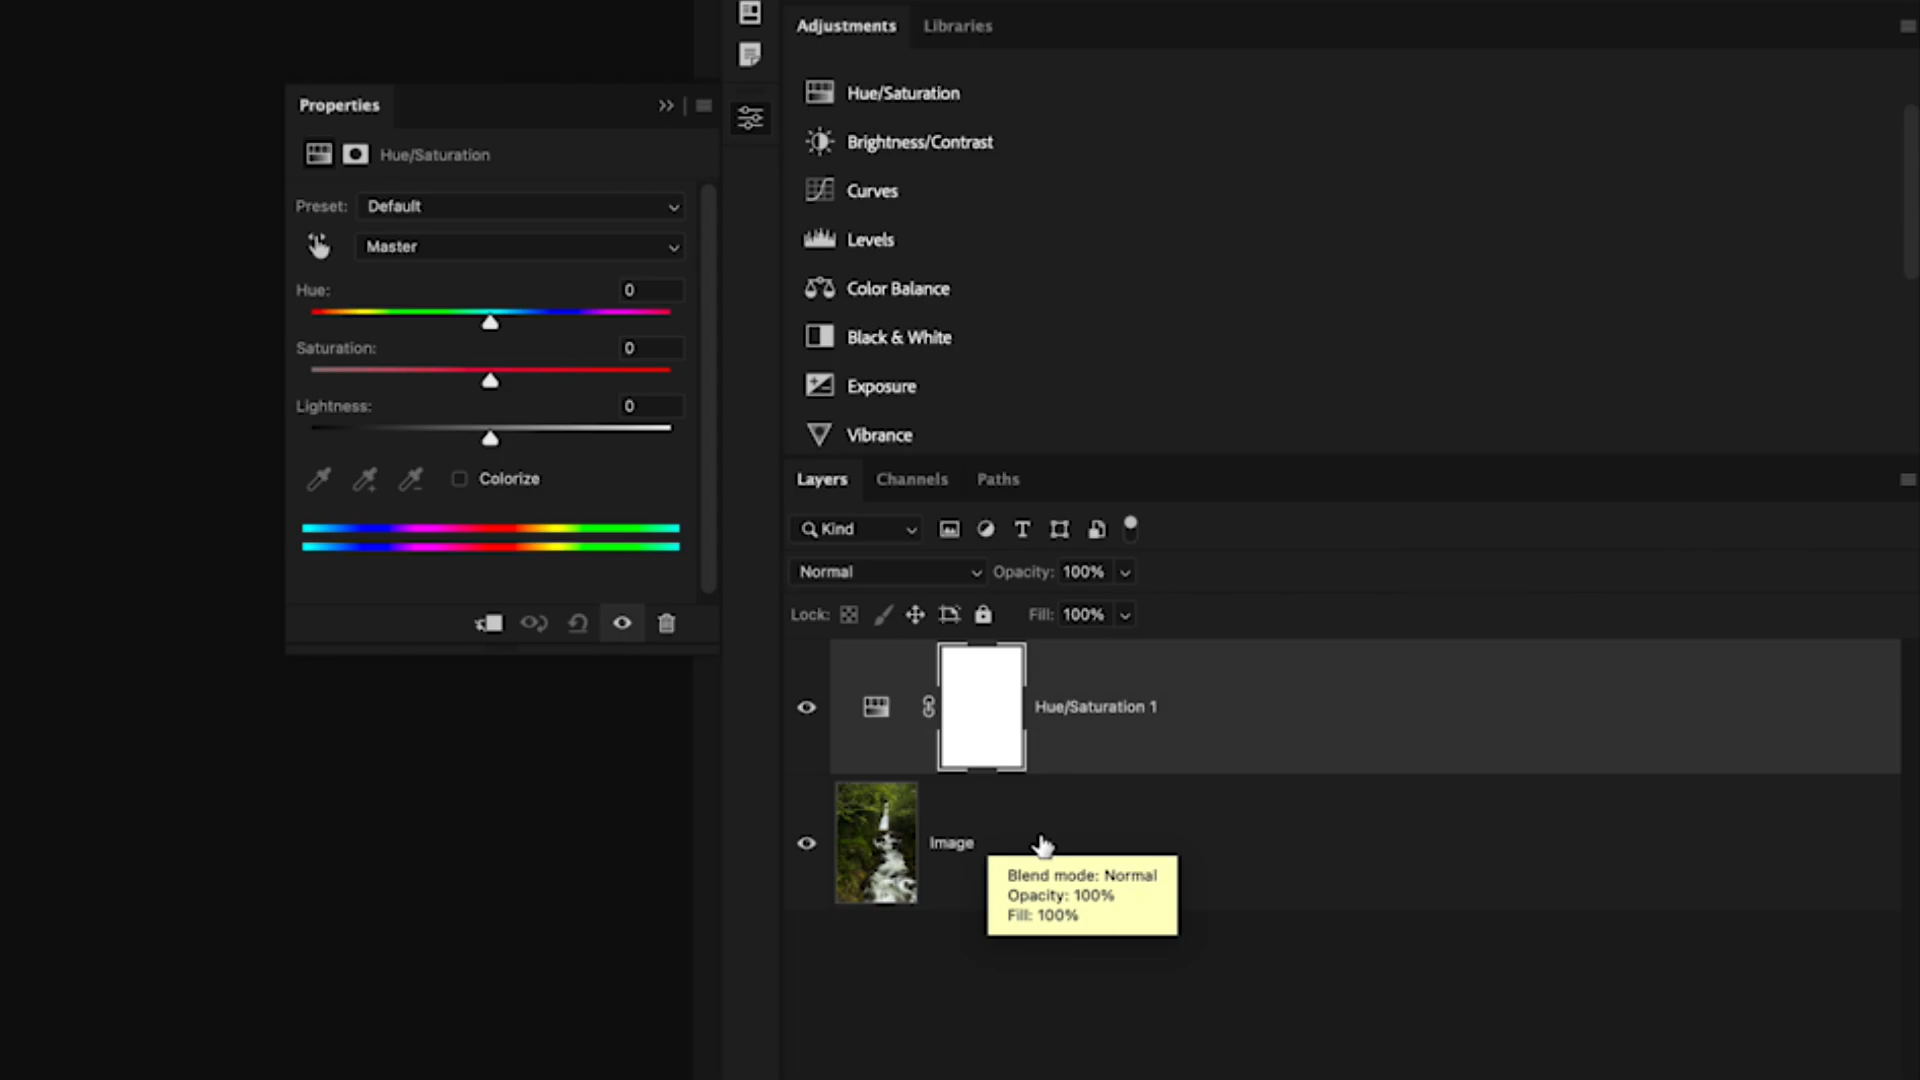 Adjustments
Libraries
Properties
Hue/Saturation
Preset: Default
Master
Hue: 0
Saturation: 0
Lightness: 0
Colorize
Hue/Saturation
Brightness/Contrast
Curves
Levels
Color Balance
Black & White
Exposure
Vibrance
Layers
Channels
Paths
Kind
Normal
Opacity: 100%
Lock:
Fill: 100%
Hue/Saturation 1
Image
Blend mode: Normal
Opacity: 100%
Fill: 100%